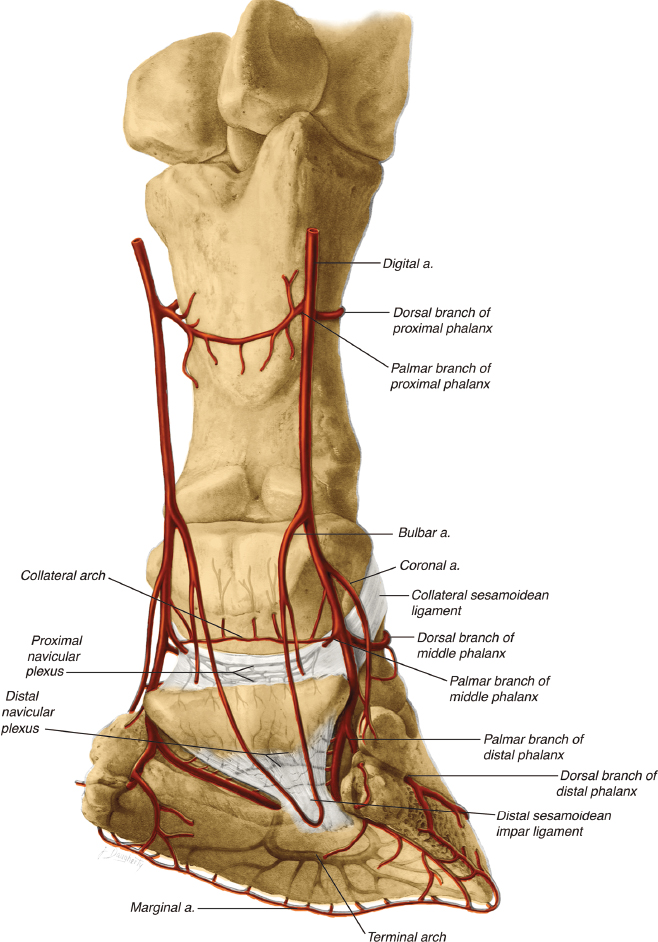 Digital a.
Dorsal branch of
proximal phalanx
Palmar branch of
proximal phalanx
Bulbar a.
Coronal a.
Collateral arch
Collateral sesamoidean
ligament
Proximal
navicular
plexus
Dorsal branch of
middle phalanx
Palmar branch of
middle phalanx
Distal
navicular
plexus
Palmar branch of
distal phalanx
Dorsal branch of
distal phalanx
Distal sesamoidean
impar ligament
Marginal a.
Terminal arch